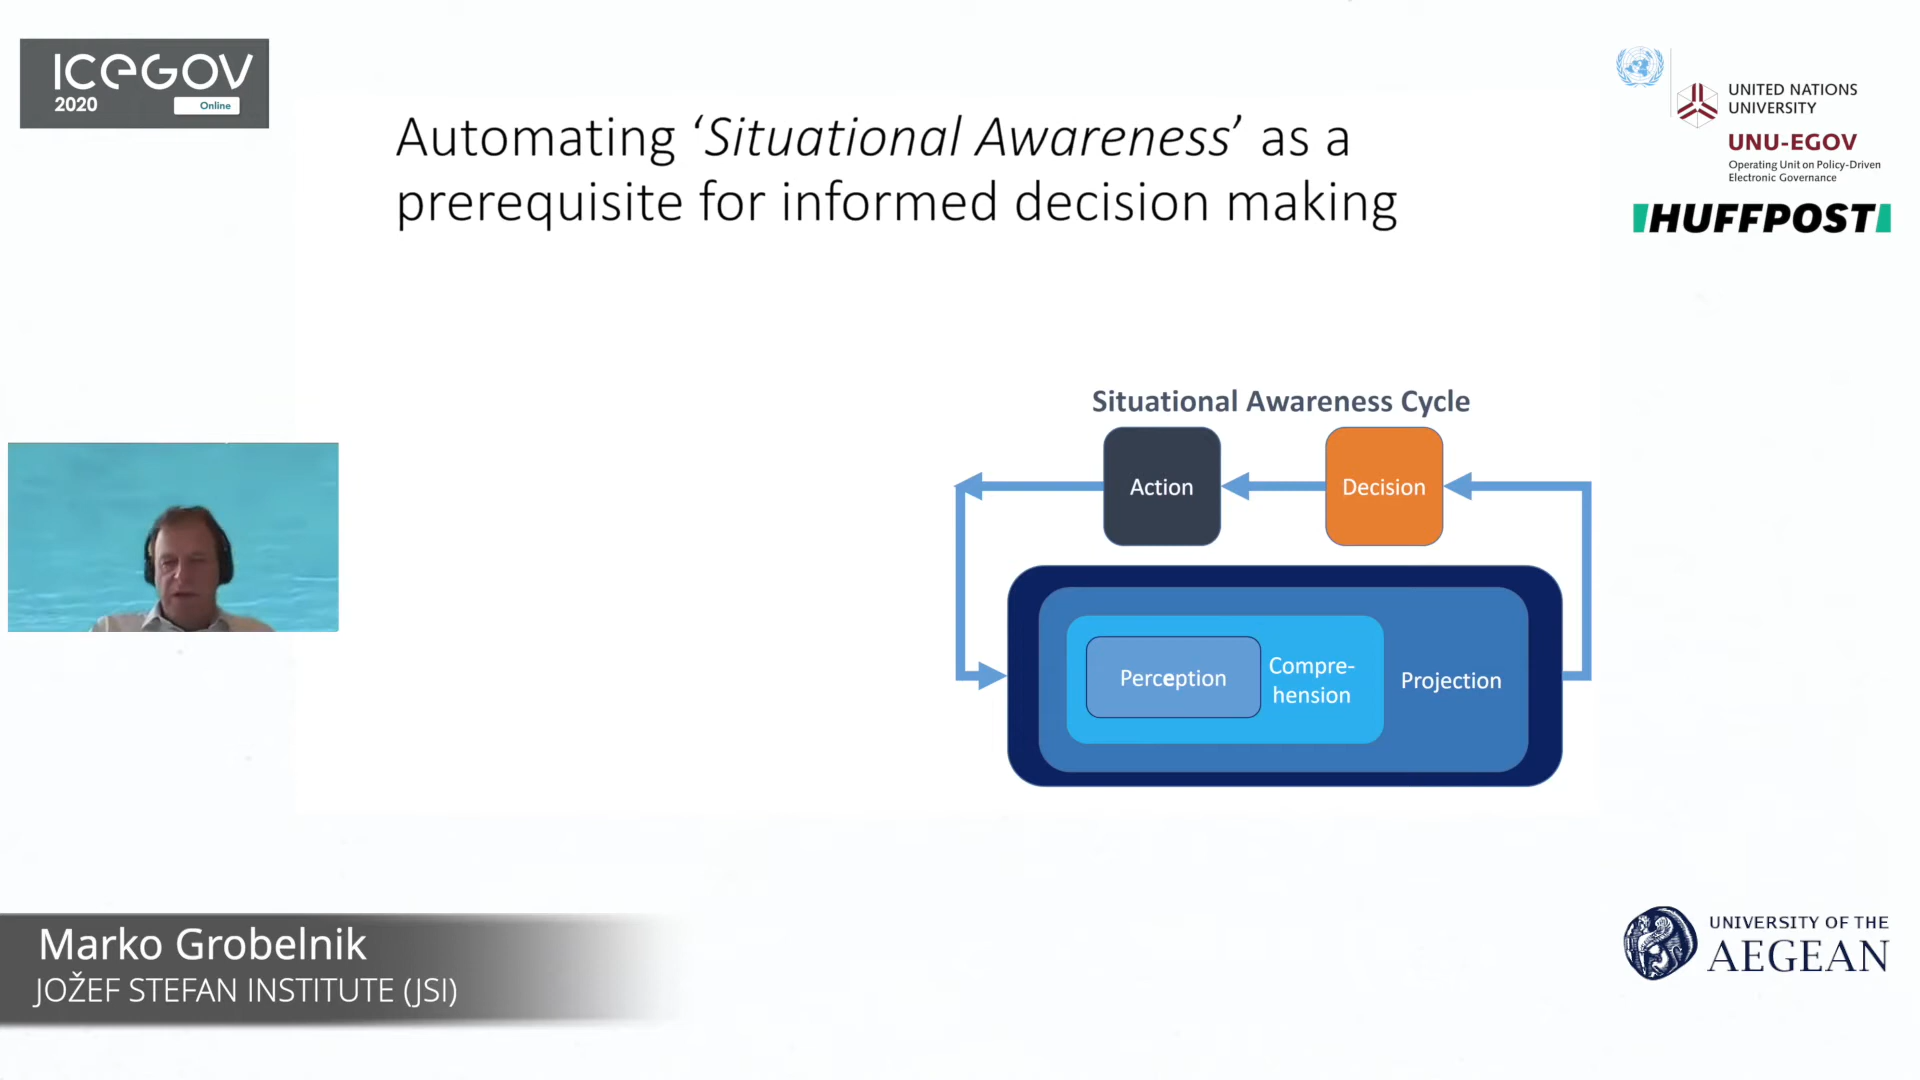 ICEGOV
2020
Online
UNITED NATIONS
UNIVERSITY
UNU-EGOV
Operating Unit on Policy-Driven
Electronic Governance
HUFFPOST
Automating ‘Situational Awareness’ as a
prerequisite for informed decision making
Situational Awareness Cycle
Action
Decision
Perception
Compre-
hension
Projection
Marko Grobelnik
JOŽEF STEFAN INSTITUTE (JSI)
UNIVERSITY OF THE
AEGEAN